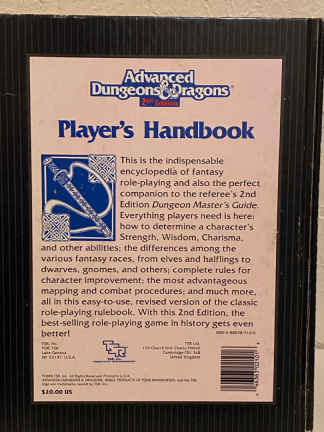 Advanced
Dungeons & Dragons®
2nd Edition
Player's Handbook
This is the indispensable
encyclopedia of fantasy
role-playing and also the perfect
companion to the referee's 2nd
Edition Dungeon Master's Guide.
Everything players need is here:
how to determine a character's
Strength, Wisdom, Charisma,
and other abilities; the differences among the
various fantasy races, from elves and halflings to
dwarves, gnomes, and others; complete rules for
character improvement; the most advantageous
mapping and combat procedures; and much more,
all in this easy-to-use, revised version of the classic
role-playing rulebook. With this 2nd Edition, the
best-selling role-playing game in history gets even
better!
TSR, Inc.
Lake Geneva
WI 53147 U.S.A.
TSR
TSR Ltd.
Cambridge CB1 3LB
United Kingdom
$20.00 US